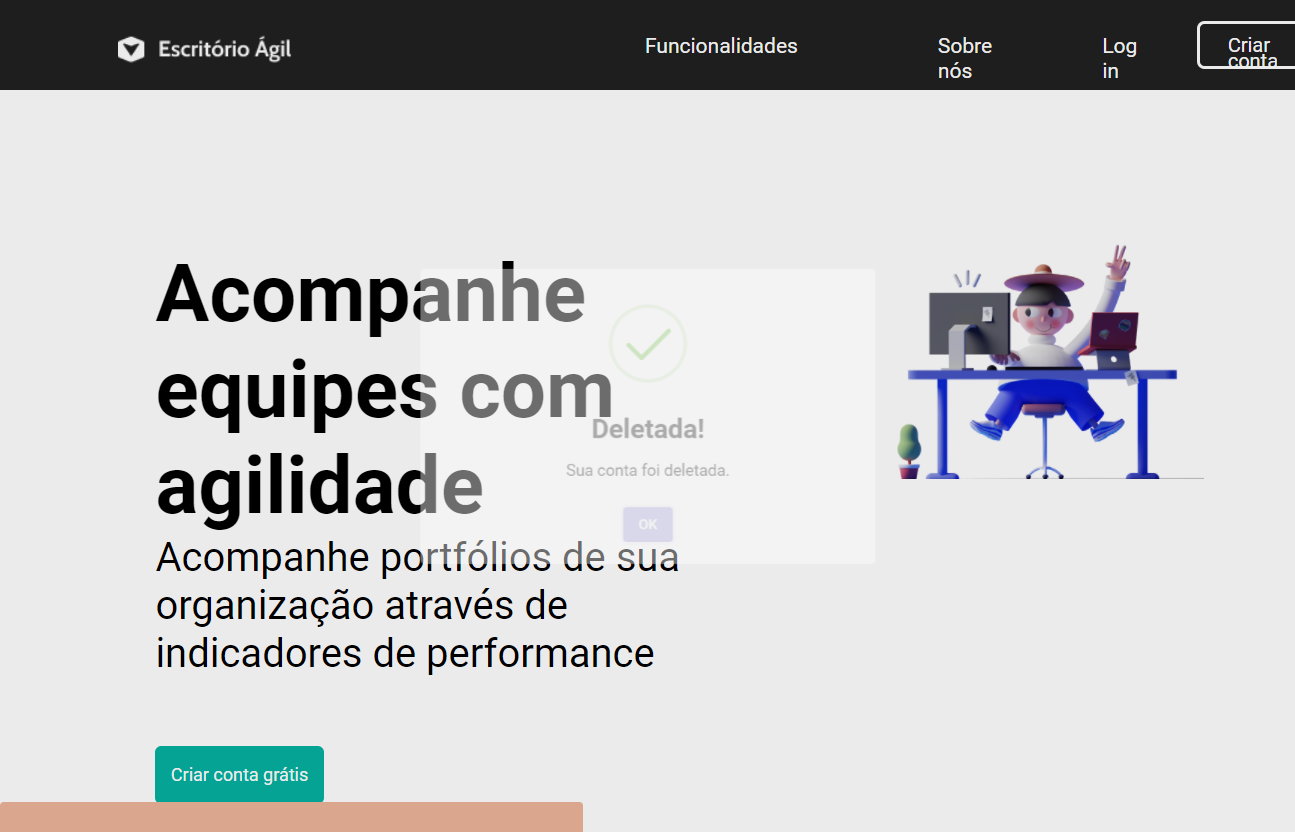 Escritório Ágil
Funcionalidades
Sobre
nós
Log
in
Criar
conta
Acompanhe
equipes com
agilidade
Deletada!
Sua conta foi deletada.
OK
Acompanhe portfólios de sua
organização através de
indicadores de performance
Criar conta grátis